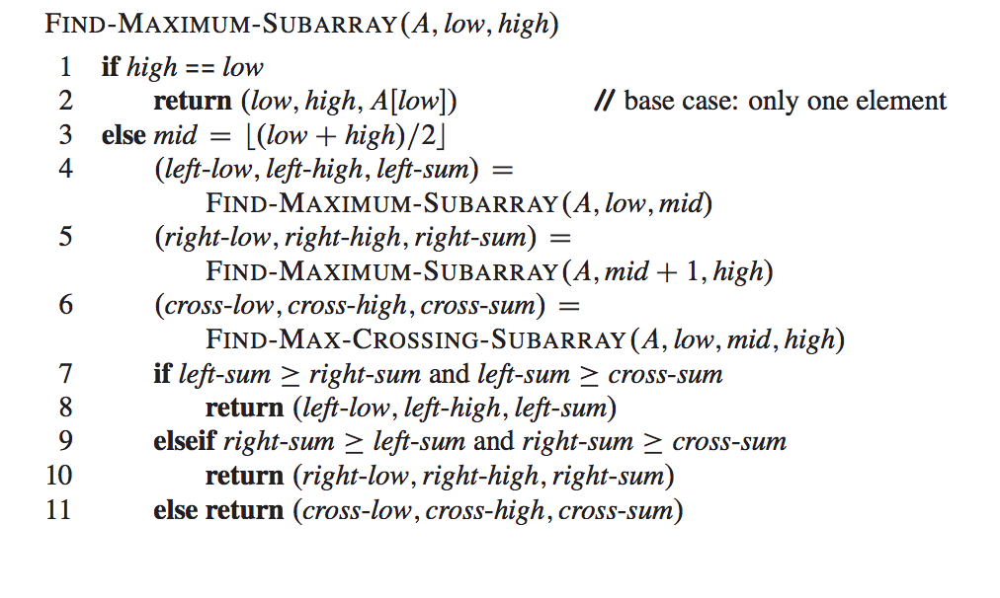 FIND-MAXIMUM-SUBARRAY(A, low, high)
1 if high == low
2 return (low, high, A[low]) // base case: only one element
3 else mid = ⌊(low + high)/2⌋
4 (left-low, left-high, left-sum) =
FIND-MAXIMUM-SUBARRAY(A, low, mid)
5 (right-low, right-high, right-sum) =
FIND-MAXIMUM-SUBARRAY(A, mid + 1, high)
6 (cross-low, cross-high, cross-sum) =
FIND-MAX-CROSSING-SUBARRAY(A, low, mid, high)
7 if left-sum ≥ right-sum and left-sum ≥ cross-sum
8 return (left-low, left-high, left-sum)
9 elseif right-sum ≥ left-sum and right-sum ≥ cross-sum
10 return (right-low, right-high, right-sum)
11 else return (cross-low, cross-high, cross-sum)